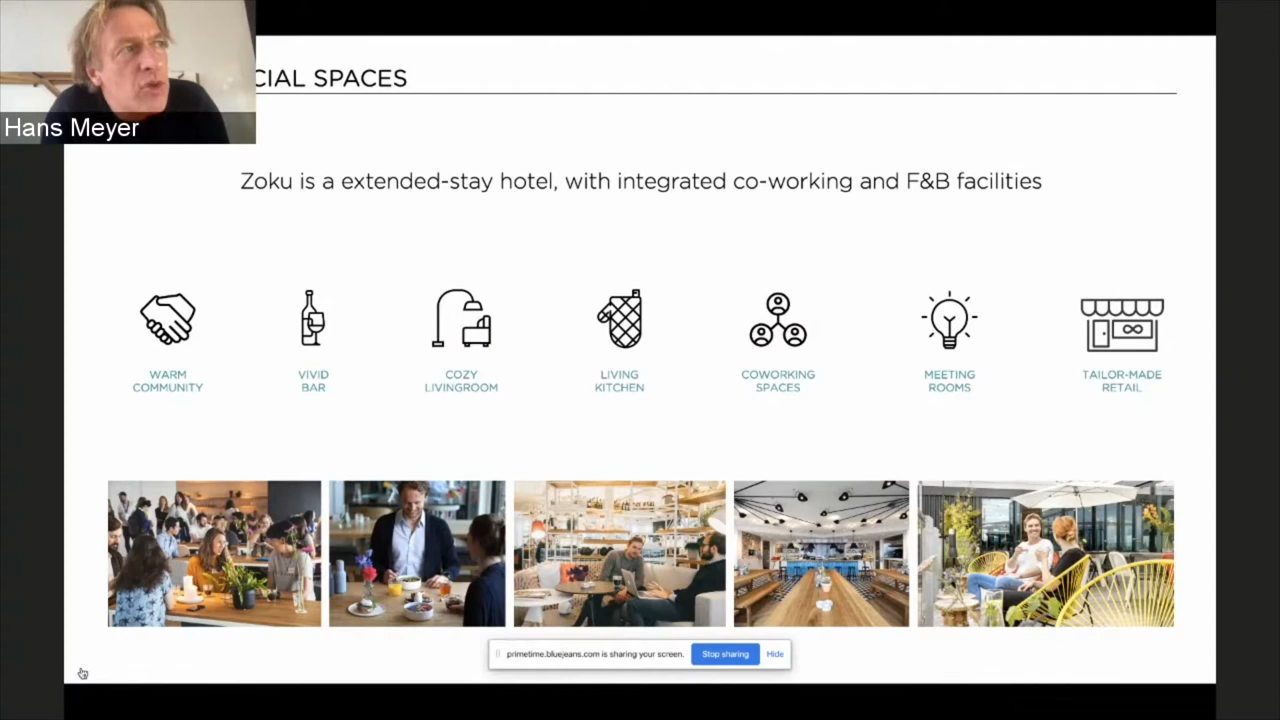 CIAL SPACES
Hans Meyer
Zoku is a extended-stay hotel, with integrated co-working and F&B facilities
WARM
COMMUNITY
VIVID
BAR
COZY
LIVINGROOM
LIVING
KITCHEN
COWORKING
SPACES
MEETING
ROOMS
TAILOR-MADE
RETAIL
primetime.bluejeans.com is sharing your screen.
Stop sharing
Hide